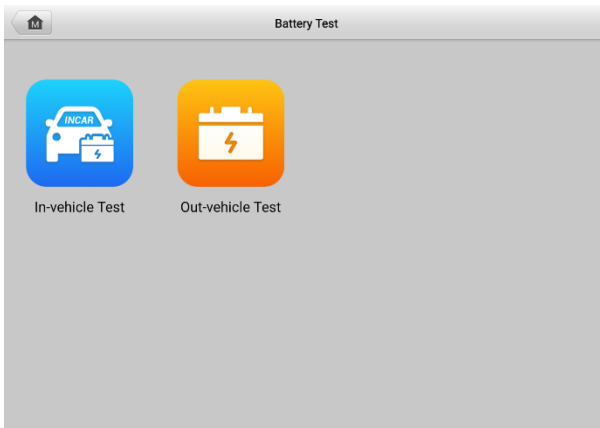 M
Battery Test
INCAR
In-vehicle Test
Out-vehicle Test